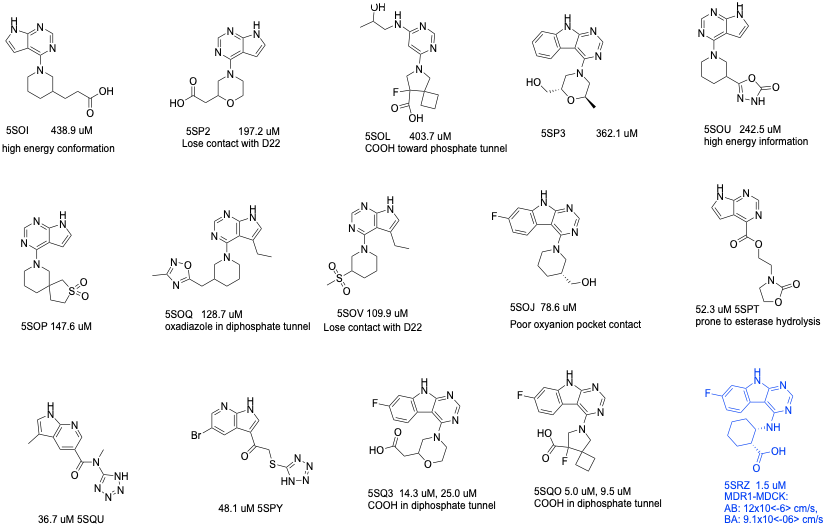 5SOI 438.9 uM
high energy conformation
5SP2 197.2 uM
Lose contact with D22
5SOL 403.7 uM
COOH toward phosphate tunnel
5SP3 362.1 uM
5SOU 242.5 uM
high energy information
5SOP 147.6 uM
5SOQ 128.7 uM
oxadiazole in diphosphate tunnel
5SOV 109.9 uM
Lose contact with D22
5SOJ 78.6 uM
Poor oxyanion pocket contact
52.3 uM 5SPT
prone to esterase hydrolysis
36.7 uM 5SQU
48.1 uM 5SPY
5SQ3 14.3 uM, 25.0 uM
COOH in diphosphate tunnel
5SQO 5.0 uM, 9.5 uM
COOH in diphosphate tunnel
5SRZ 1.5 uM
MDR1-MDCK:
AB: 12x10<-6> cm/s,
BA: 9.1x10<-06> cm/s